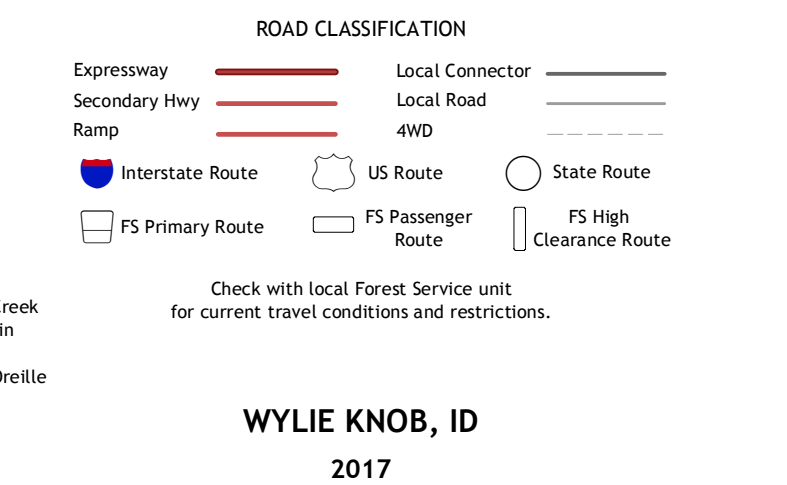 ROAD CLASSIFICATION
Expressway
Local Connector
Secondary Hwy
Local Road
Ramp
4WD
Interstate Route
US Route
State Route
FS Primary Route
FS Passenger
Route
FS High
Clearance Route
Check with local Forest Service unit
for current travel conditions and restrictions.
in
WYLIE KNOB, ID
2017